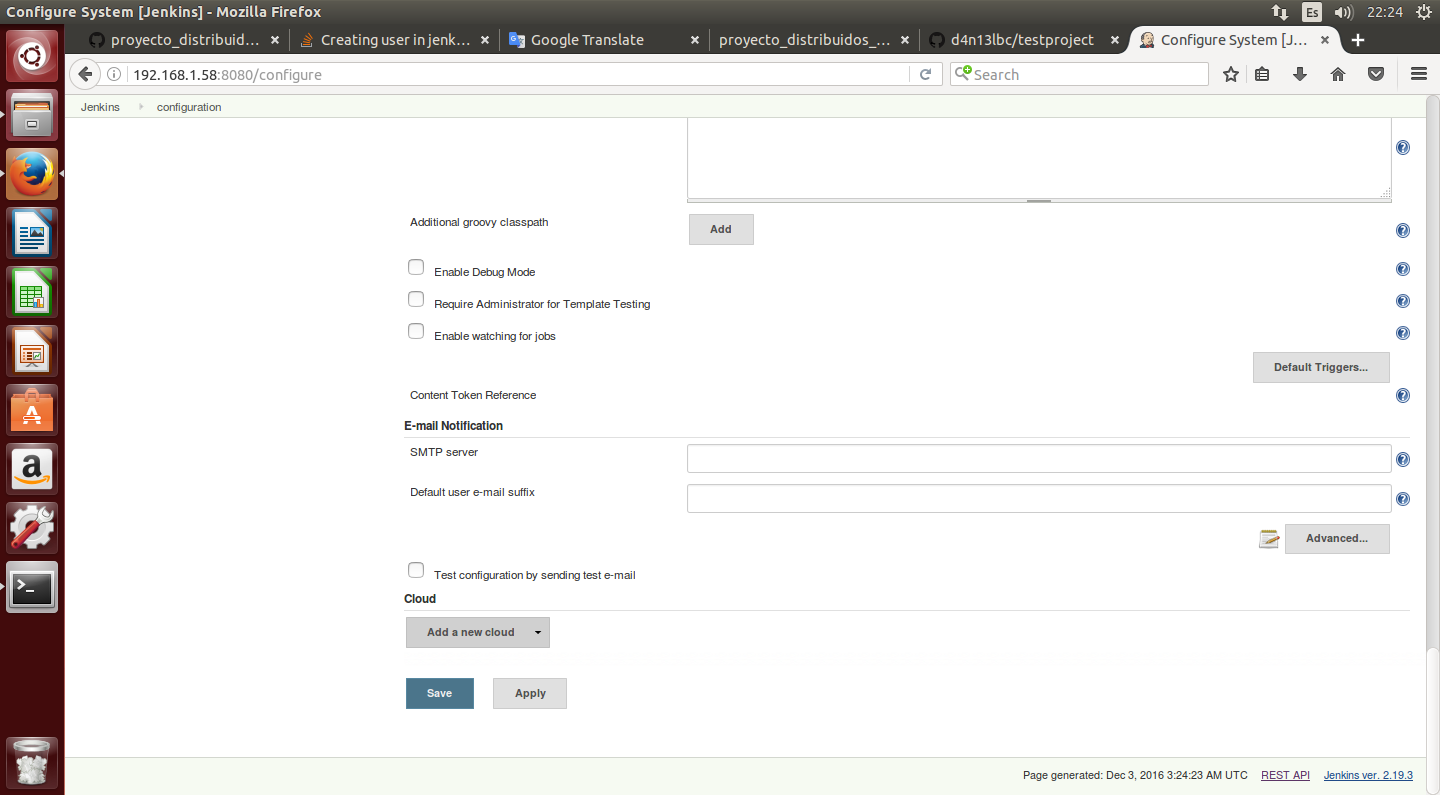 Configure System [Jenkins] - Mozilla Firefox
Es
22:24
proyecto_distribuid...
Creating user in jenk...
Google Translate
proyecto_distribuidos_...
d4n13lbc/testproject
Configure System [J...
192.168.1.58:8080/configure
Search
Jenkins
configuration
Additional groovy classpath
Add
Enable Debug Mode
Require Administrator for Template Testing
Enable watching for jobs
Default Triggers...
Content Token Reference
E-mail Notification
SMTP server
Default user e-mail suffix
Advanced...
Test configuration by sending test e-mail
Cloud
Add a new cloud
Save
Apply
Page generated: Dec 3, 2016 3:24:23 AM UTC
REST API
Jenkins ver. 2.19.3